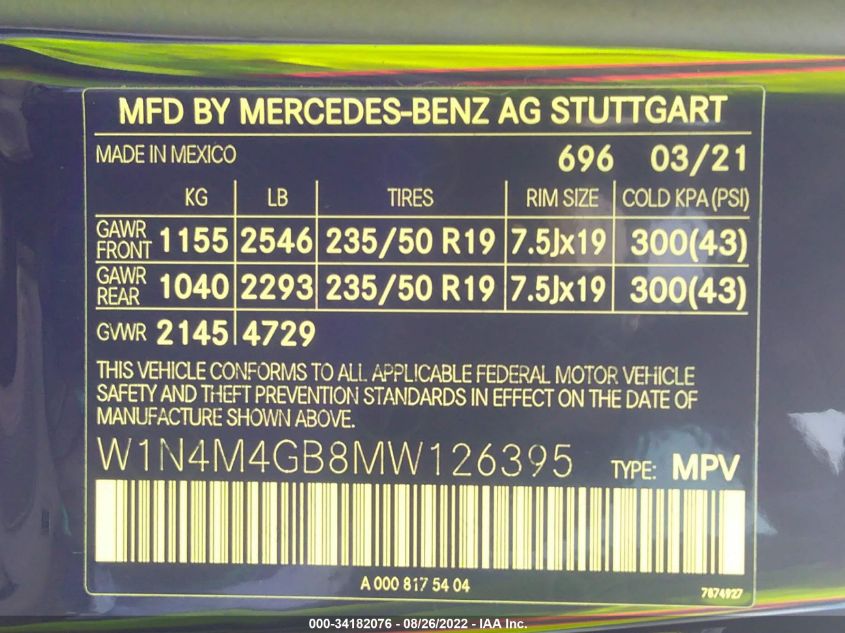 MFD BY MERCEDES-BENZ AG STUTTGART
MADE IN MEXICO 696 03/21
KG LB TIRES RIM SIZE COLD KPA (PSI)
GAWR FRONT 1155 2546 235/50 R19 7.5Jx19 300(43)
GAWR REAR 1040 2293 235/50 R19 7.5Jx19 300(43)
GVWR 2145 4729
THIS VEHICLE CONFORMS TO ALL APPLICABLE FEDERAL MOTOR VEHICLE
SAFETY AND THEFT PREVENTION STANDARDS IN EFFECT ON THE DATE OF
MANUFACTURE SHOWN ABOVE.
W1N4M4GB8MW126395 TYPE: MPV
A 000 817 54 04
7874927
000-34182076 - 08/26/2022 - IAA Inc.